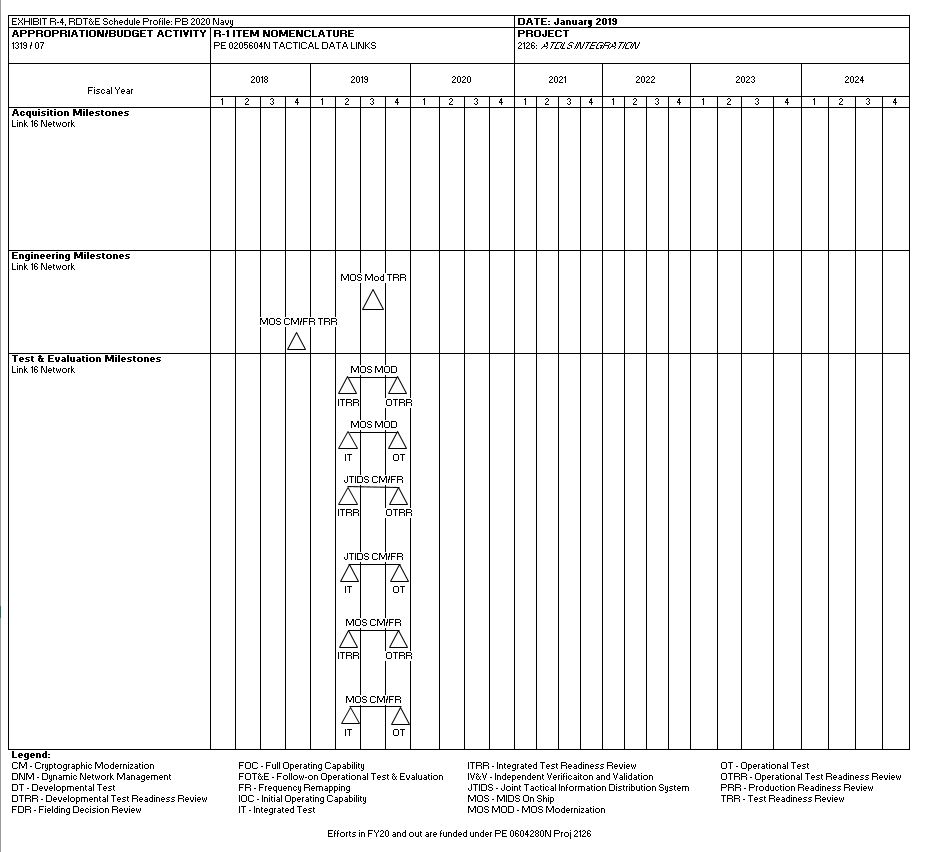 EXHIBIT R-4, RDT&E Schedule Profile: PB 2020 Navy DATE: January 2019
APPROPRIATION/BUDGET ACTIVITY R-1 ITEM NOMENCLATURE PROJECT
1319 / 07 PE 0205604N TACTICAL DATA LINKS 2126: ATDLS INTEGRATION
Fiscal Year 2018 2019 2020 2021 2022 2023 2024
1 2 3 4 1 2 3 4 1 2 3 4 1 2 3 4 1 2 3 4 1 2 3 4 1 2 3 4
Acquisition Milestones
Link 16 Network
Engineering Milestones
Link 16 Network
MOS Mod TRR
MOS CM/FR TRR
Test & Evaluation Milestones
Link 16 Network
MOS MOD
ITRR OTRR
MOS MOD
IT OT
JTIDS CM/FR
ITRR OTRR
JTIDS CM/FR
IT OT
MOS CM/FR
ITRR OTRR
MOS CM/FR
IT OT
Legend:
CM - Cryptographic Modernization FOC - Full Operating Capability ITRR - Integrated Test Readiness Review OT - Operational Test
DNM - Dynamic Network Management FOT&E - Follow-on Operational Test & Evaluation IV&V - Independent Verificaiton and Validation OTRR - Operational Test Readiness Review
DT - Developmental Test FR - Frequency Remapping JTIDS - Joint Tactical Information Distribution System PRR - Production Readiness Review
DTRR - Developmental Test Readiness Review IOC - Initial Operating Capability MOS - MIDS On Ship TRR - Test Readiness Review
FDR - Fielding Decision Review IT - Integrated Test MOS MOD - MOS Modernization
Efforts in FY20 and out are funded under PE 0604280N Proj 2126